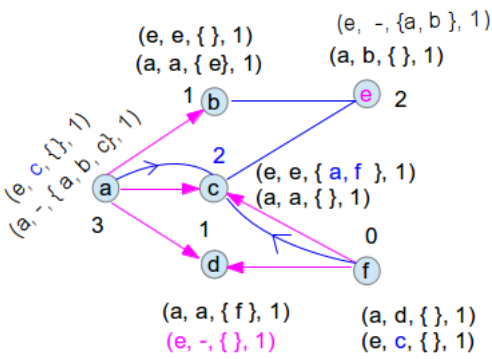 (e, -, {a, b }, 1)
(e, e, { }, 1)
(a, a, { e}, 1)
(a, b, { }, 1)
1
b
e
2
(e, c, { }, 1)
(a, -, { a, b, c}, 1)
2
a
c
(e, e, { a, f }, 1)
(a, a, { }, 1)
3
1
0
d
f
(a, a, { f }, 1)
(e, -, { }, 1)
(a, d, { }, 1)
(e, c, { }, 1)